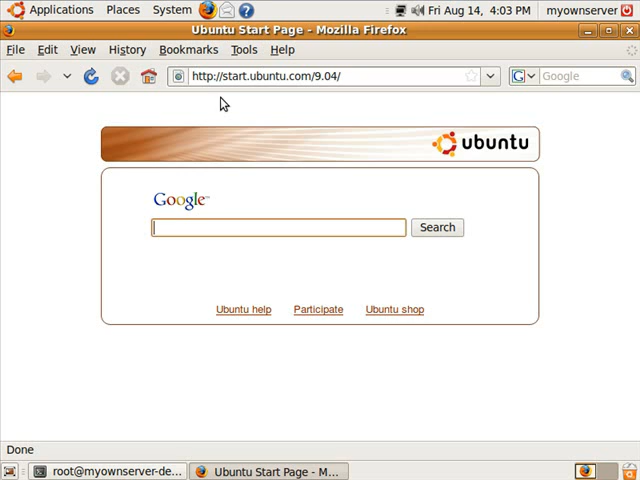 Applications Places System Fri Aug 14, 4:03 PM myownserver
Ubuntu Start Page - Mozilla Firefox
File Edit View History Bookmarks Tools Help
http://start.ubuntu.com/9.04/ G Google
ubuntu
Google™
Search
Ubuntu help Participate Ubuntu shop
Done
root@myownserver-de... Ubuntu Start Page - M...